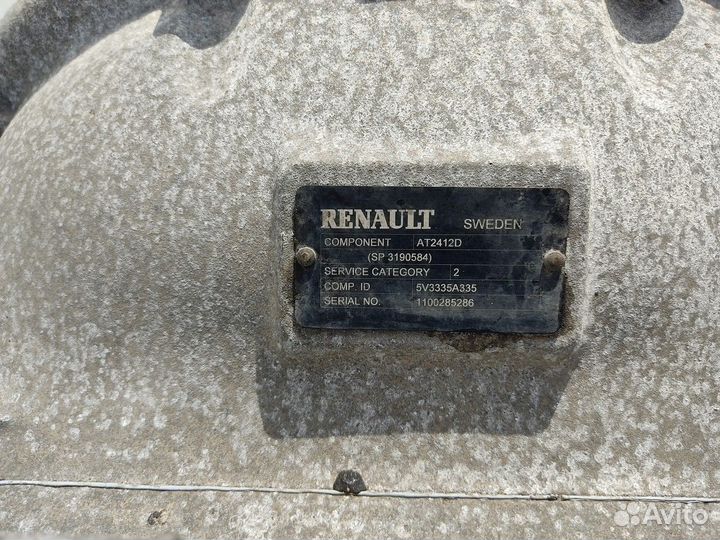 RENAULT SWEDEN
COMPONENT AT2412D
(SP 3190584)
SERVICE CATEGORY 2
COMP. ID 5V3335A335
SERIAL NO. 1100285286
Avito